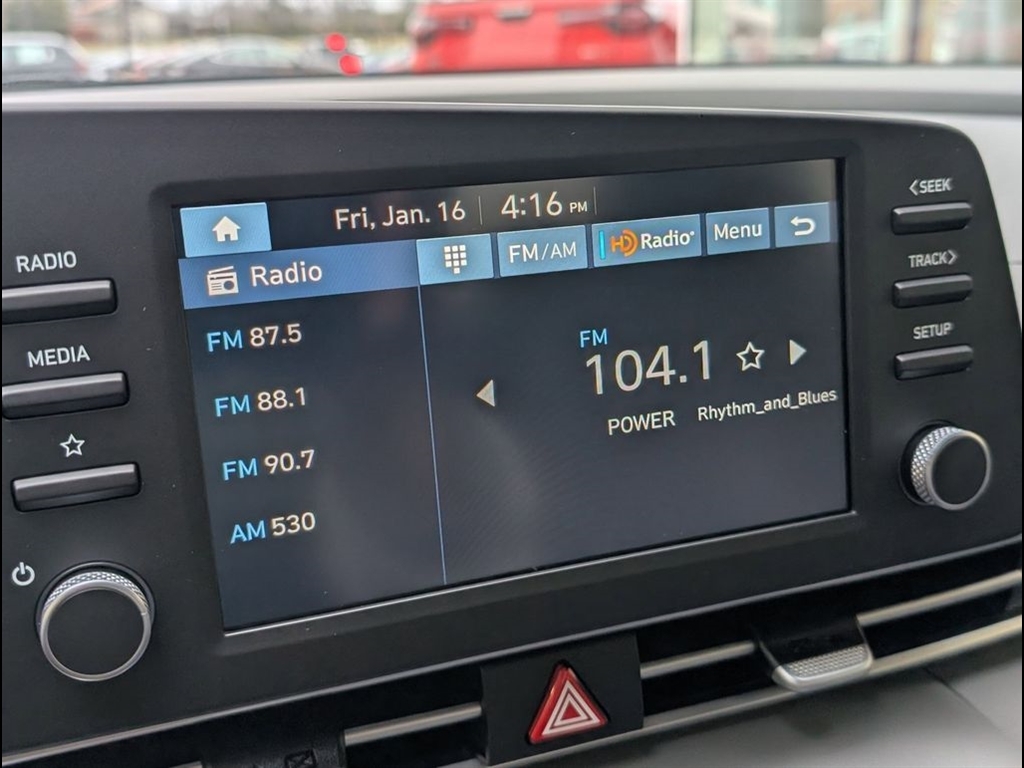 Fri, Jan. 16 4:16 PM
Radio FM/AM HD Radio Menu
FM 87.5
FM 88.1
FM 90.7
AM 530
FM
104.1
POWER Rhythm_and_Blues
RADIO
MEDIA
<SEEK
TRACK>
SETUP